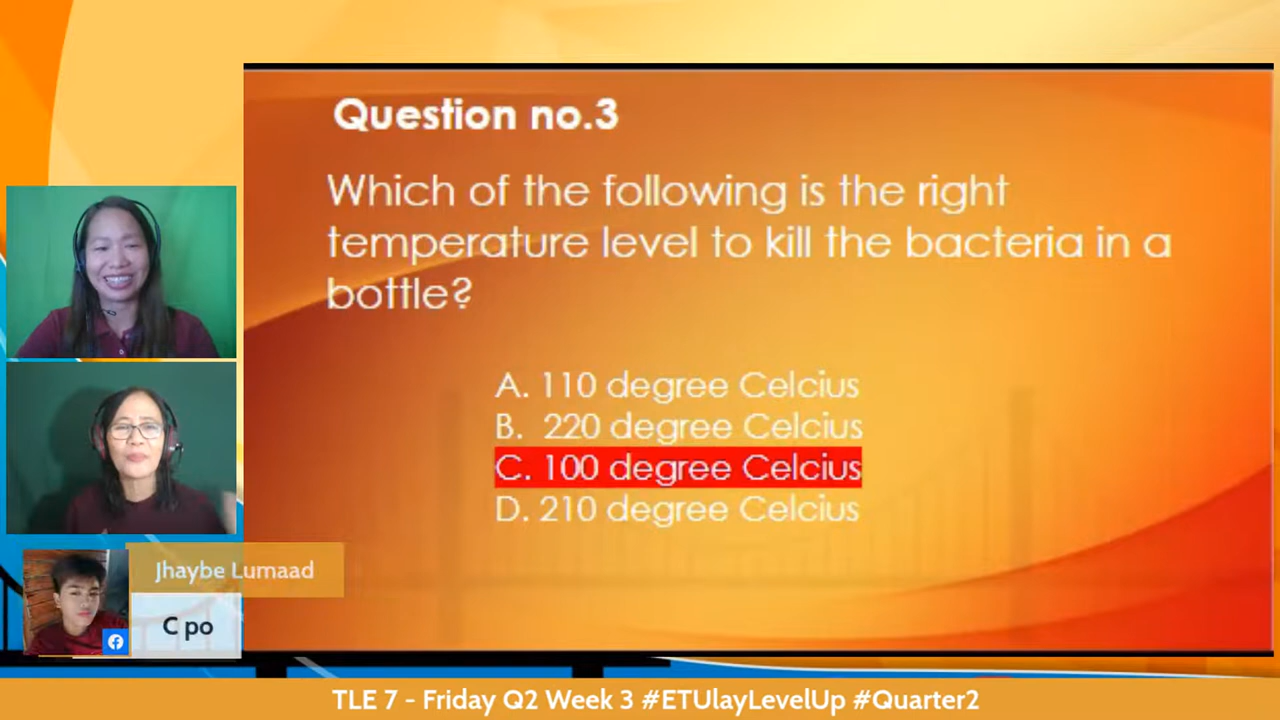 Question no.3
Which of the following is the right
temperature level to kill the bacteria in a
bottle?
A. 110 degree Celcius
B. 220 degree Celcius
C. 100 degree Celcius
D. 210 degree Celcius
Jhaybe Lumaad
C po
TLE 7 - Friday Q2 Week 3 #ETUlayLevelUp #Quarter2